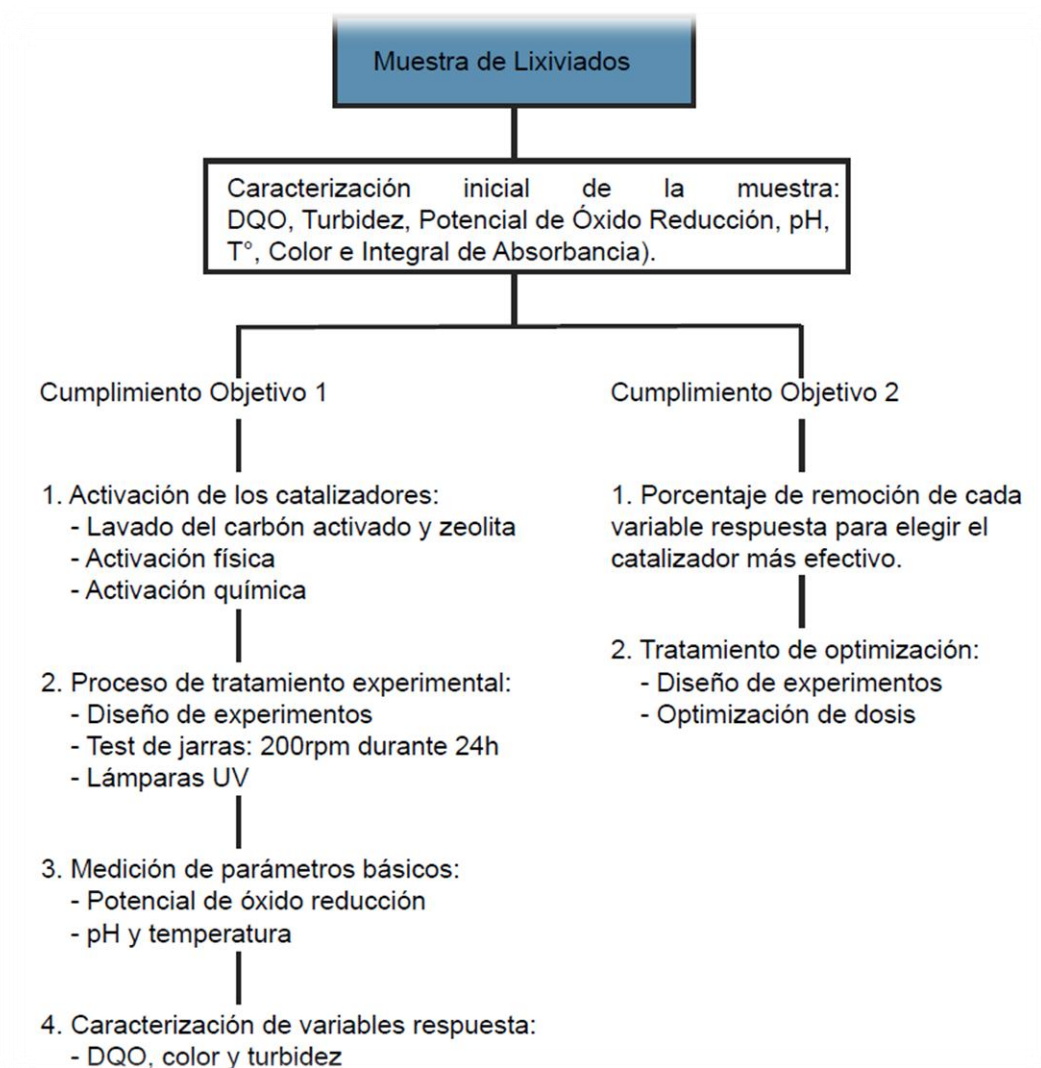 Muestra de Lixiviados
Caracterización inicial de la muestra:
DQO, Turbidez, Potencial de Óxido Reducción, pH,
T°, Color e Integral de Absorbancia).
Cumplimiento Objetivo 1
1. Activación de los catalizadores:
- Lavado del carbón activado y zeolita
- Activación física
- Activación química
2. Proceso de tratamiento experimental:
- Diseño de experimentos
- Test de jarras: 200rpm durante 24h
- Lámparas UV
3. Medición de parámetros básicos:
- Potencial de óxido reducción
- pH y temperatura
4. Caracterización de variables respuesta:
- DQO, color y turbidez
Cumplimiento Objetivo 2
1. Porcentaje de remoción de cada
variable respuesta para elegir el
catalizador más efectivo.
2. Tratamiento de optimización:
- Diseño de experimentos
- Optimización de dosis